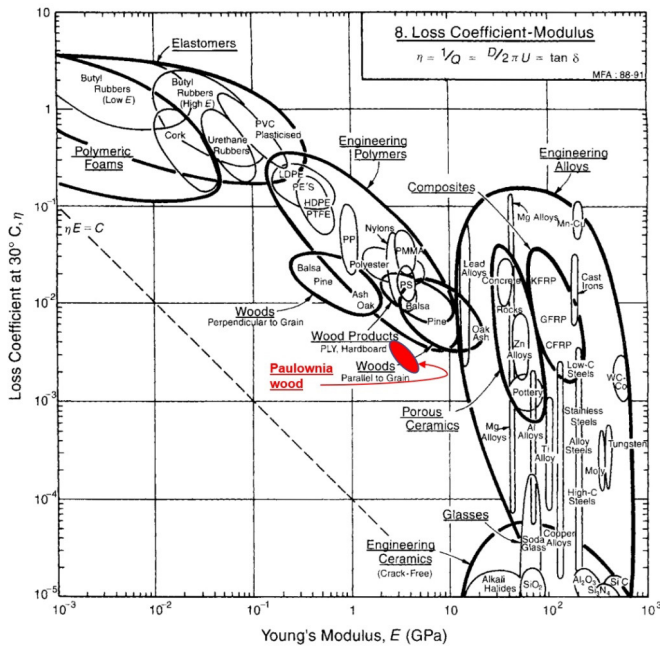 8. Loss Coefficient-Modulus
η = 1/Q = D/2πU = tan δ
MFA : 88-91
Loss Coefficient at 30° C, η
10
1
10⁻¹
10⁻²
10⁻³
10⁻⁴
10⁻⁵
Elastomers
Butyl
Rubbers
(Low E)
Butyl
Rubbers
(High E)
Cork
Urethane
Rubbers
PVC
Plasticised
Polymeric
Foams
ηE = C
LDPE
PE'S
HDPE
PTFE
Engineering
Polymers
PP
Nylons
Polyester
PMMA
PS
Balsa
Pine
Ash
Oak
Woods
Perpendicular to Grain
Balsa
Pine
Oak
Ash
Wood Products
PLY, Hardboard
Woods
Parallel to Grain
Paulownia
wood
Composites
Engineering
Alloys
Mg Alloys
Mn-Cu
Lead
Alloys
Concrete
KFRP
Cast
Irons
Rocks
GFRP
Zn
Alloys
CFRP
Low-C
Steels
WC-
Co
Pottery
Porous
Ceramics
Mg
Alloys
Al
Alloys
Ti
Alloy
Stainless
Steels
Alloy
Steels
Tungsten
Moly
High-C
Steels
Glasses
Soda
Glass
Copper
Alloys
Engineering
Ceramics
(Crack-Free)
Alkali
Halides
SiO₂
Al₂O₃
SiC
Si₃N₄
10⁻³
10⁻²
10⁻¹
1
10
10²
10³
Young's Modulus, E (GPa)